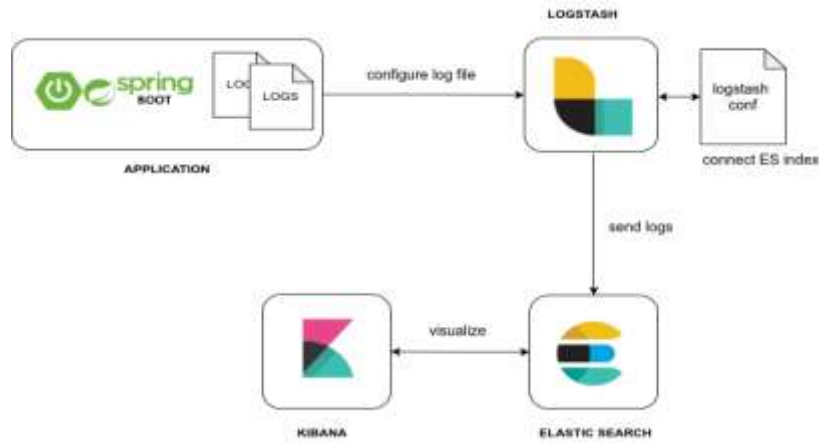 LOGSTASH
spring
BOOT
LOGS
configure log file
logstash
conf
APPLICATION
connect ES index
send logs
visualize
KIBANA
ELASTIC SEARCH